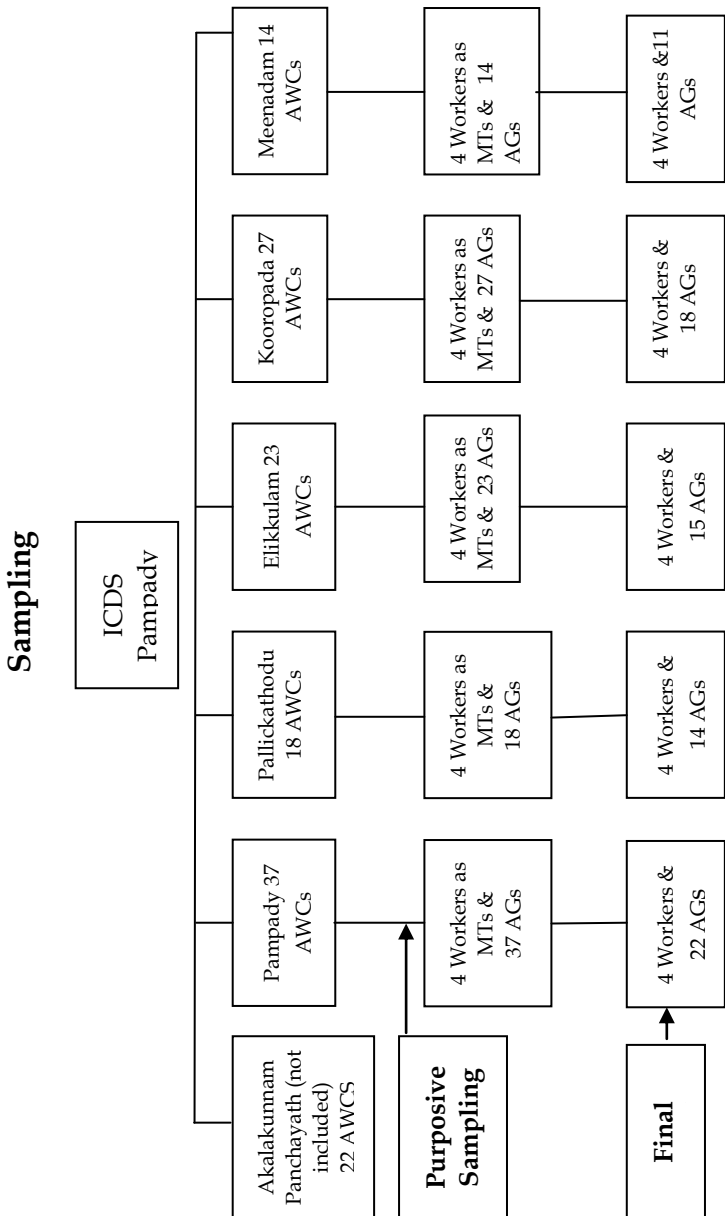 Sampling
ICDS
Pampady
Akalakunnam
Panchayath (not
included)
22 AWCS
Pampady 37
AWCs
Pallickathodu
18 AWCs
Elikkulam 23
AWCs
Kooropada 27
AWCs
Meenadam 14
AWCs
Purposive
Sampling
4 Workers as
MTs &
37 AGs
4 Workers as
MTs &
18 AGs
4 Workers as
MTs & 23 AGs
4 Workers as
MTs & 27 AGs
4 Workers as
MTs & 14
AGs
Final
4 Workers &
22 AGs
4 Workers &
14 AGs
4 Workers &
15 AGs
4 Workers &
18 AGs
4 Workers &11
AGs